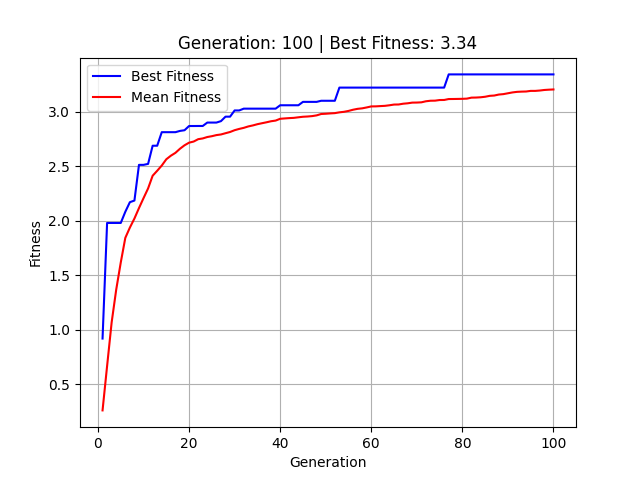 Generation: 100 | Best Fitness: 3.34
Best Fitness
Mean Fitness
3.0
2.5
2.0
1.5
1.0
0.5
Fitness
0 20 40 60 80 100
Generation